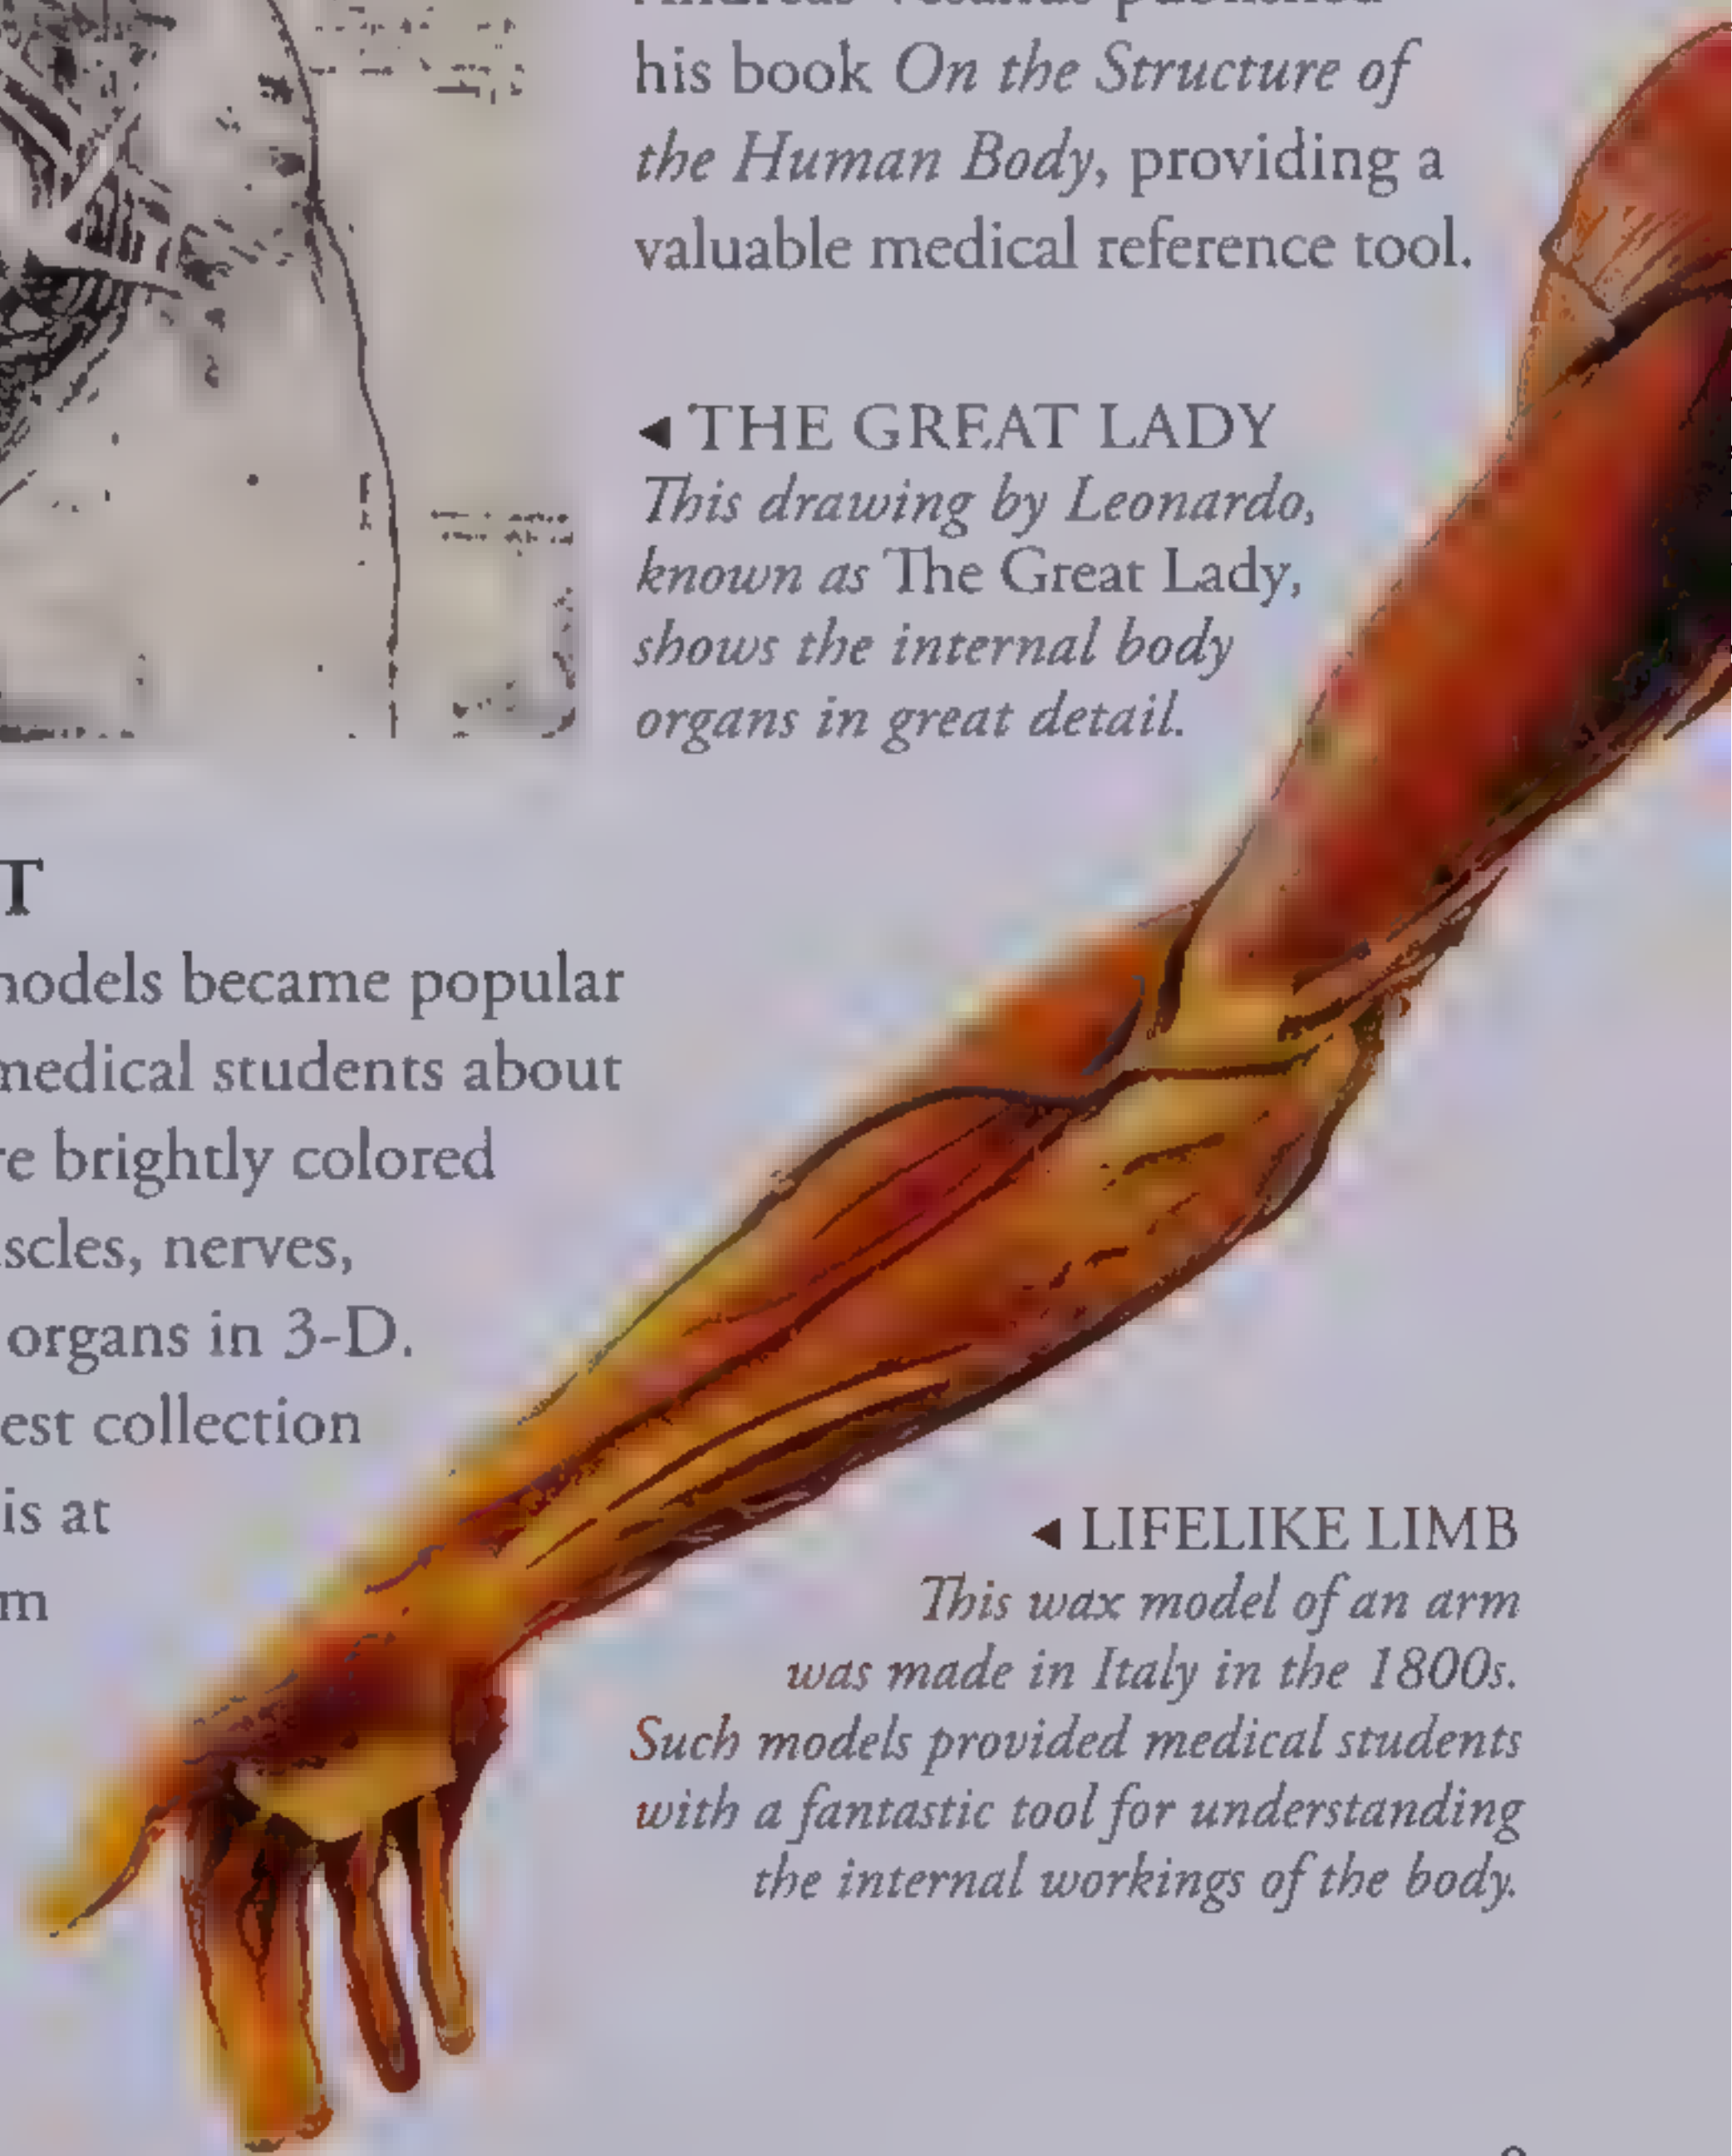 Andreas Vesalius published
his book On the Structure of
the Human Body, providing a
valuable medical reference tool.
◄ THE GREAT LADY
This drawing by Leonardo,
known as The Great Lady,
shows the internal body
organs in great detail.
T
models became popular
medical students about
re brightly colored
scles, nerves,
organs in 3-D.
est collection
is at
m
◄ LIFELIKE LIMB
This wax model of an arm
was made in Italy in the 1800s.
Such models provided medical students
with a fantastic tool for understanding
the internal workings of the body.